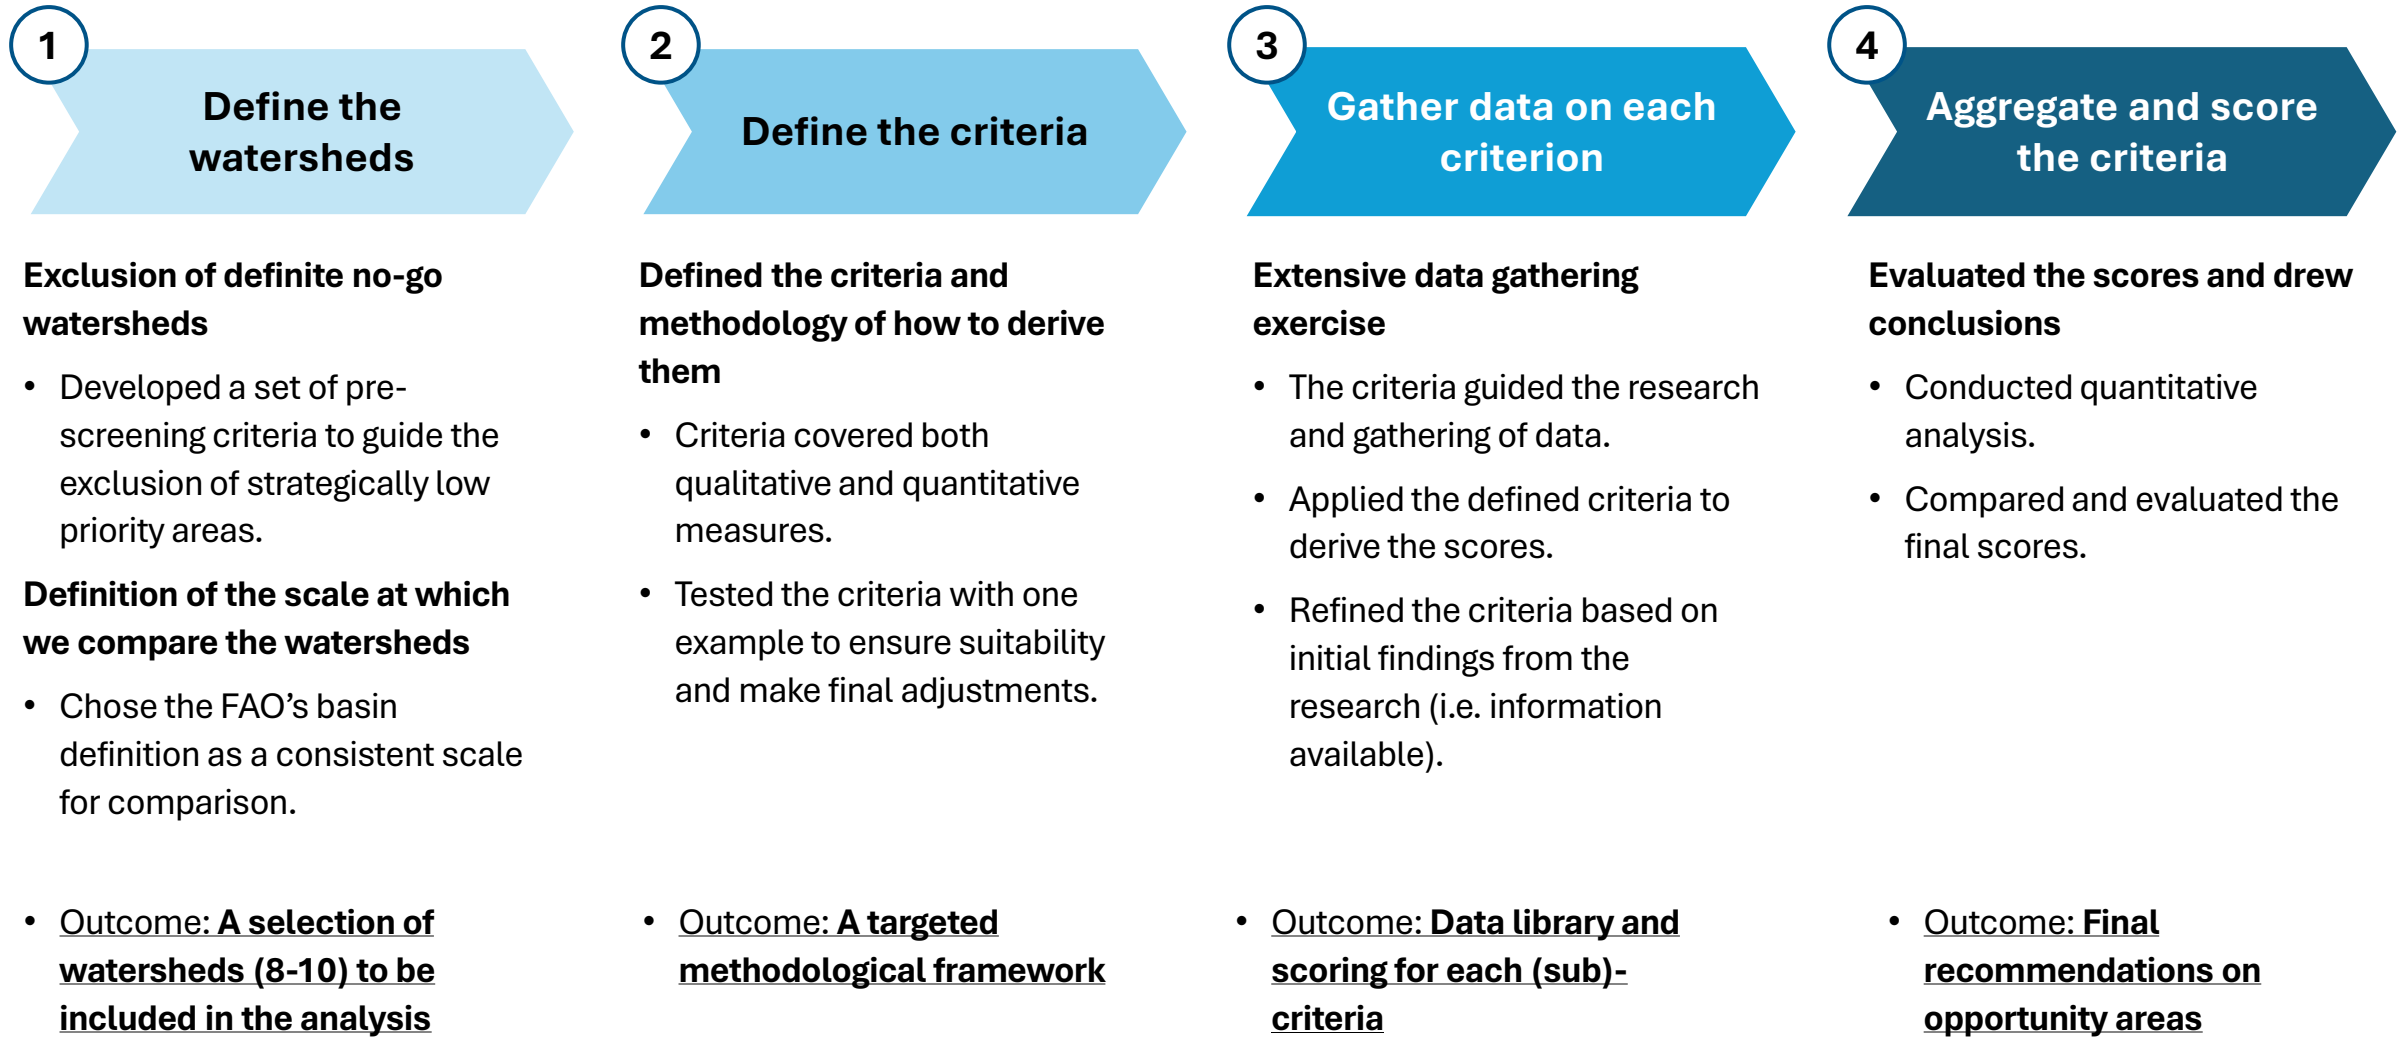 1
Define the
watersheds
2
Define the criteria
3
Gather data on each
criterion
4
Aggregate and score
the criteria
Exclusion of definite no-go
watersheds
• Developed a set of pre-
screening criteria to guide the
exclusion of strategically low
priority areas.
Definition of the scale at which
we compare the watersheds
• Chose the FAO’s basin
definition as a consistent scale
for comparison.
• Outcome: A selection of
watersheds (8-10) to be
included in the analysis
Defined the criteria and
methodology of how to derive
them
• Criteria covered both
qualitative and quantitative
measures.
• Tested the criteria with one
example to ensure suitability
and make final adjustments.
• Outcome: A targeted
methodological framework
Extensive data gathering
exercise
• The criteria guided the research
and gathering of data.
• Applied the defined criteria to
derive the scores.
• Refined the criteria based on
initial findings from the
research (i.e. information
available).
• Outcome: Data library and
scoring for each (sub)-
criteria
Evaluated the scores and drew
conclusions
• Conducted quantitative
analysis.
• Compared and evaluated the
final scores.
• Outcome: Final
recommendations on
opportunity areas